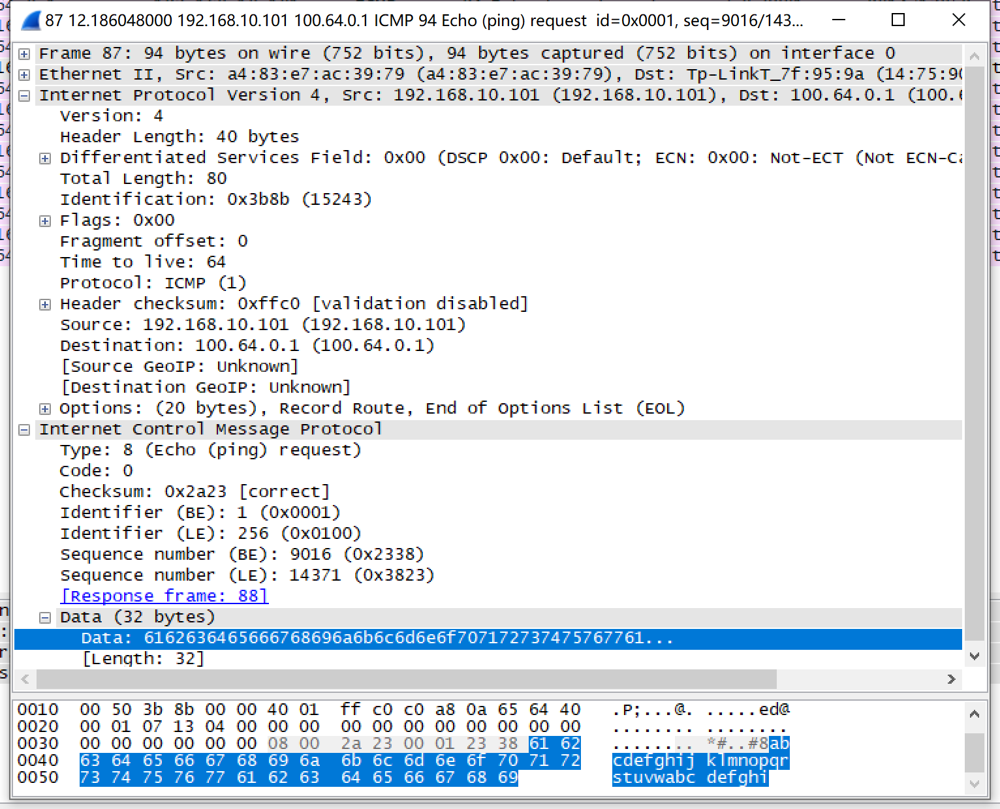 87 12.186048000 192.168.10.101 100.64.0.1 ICMP 94 Echo (ping) request id=0x0001, seq=9016/143...
Frame 87: 94 bytes on wire (752 bits), 94 bytes captured (752 bits) on interface 0
Ethernet II, Src: a4:83:e7:ac:39:79 (a4:83:e7:ac:39:79), Dst: Tp-LinkT_7f:95:9a (14:75:90
Internet Protocol Version 4, Src: 192.168.10.101 (192.168.10.101), Dst: 100.64.0.1 (100.6
Version: 4
Header Length: 40 bytes
Differentiated Services Field: 0x00 (DSCP 0x00: Default; ECN: 0x00: Not-ECT (Not ECN-Ca
Total Length: 80
Identification: 0x3b8b (15243)
Flags: 0x00
Fragment offset: 0
Time to live: 64
Protocol: ICMP (1)
Header checksum: 0xffc0 [validation disabled]
Source: 192.168.10.101 (192.168.10.101)
Destination: 100.64.0.1 (100.64.0.1)
[Source GeoIP: Unknown]
[Destination GeoIP: Unknown]
Options: (20 bytes), Record Route, End of Options List (EOL)
Internet Control Message Protocol
Type: 8 (Echo (ping) request)
Code: 0
Checksum: 0x2a23 [correct]
Identifier (BE): 1 (0x0001)
Identifier (LE): 256 (0x0100)
Sequence number (BE): 9016 (0x2338)
Sequence number (LE): 14371 (0x3823)
[Response frame: 88]
Data (32 bytes)
Data: 6162636465666768696a6b6c6d6e6f707172737475767761...
[Length: 32]
0010 00 50 3b 8b 00 00 40 01 ff c0 c0 a8 0a 65 64 40 .P;...@. .....ed@
0020 00 01 07 13 04 00 00 00 00 00 00 00 00 00 00 00 ........ ........
0030 00 00 00 00 00 00 08 00 2a 23 00 01 23 38 61 62 ........ *#..#8ab
0040 63 64 65 66 67 68 69 6a 6b 6c 6d 6e 6f 70 71 72 cdefghij klmnopqr
0050 73 74 75 76 77 61 62 63 64 65 66 67 68 69 stuvwabc defghi